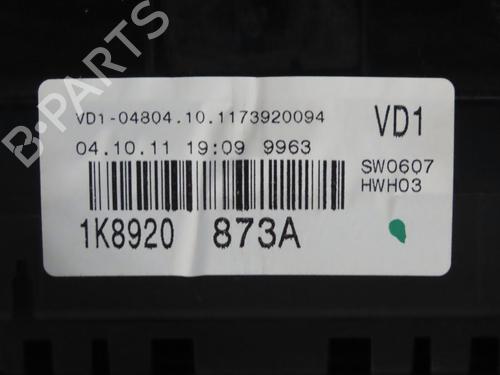 B-PARTS
VD1-04804.10.1173920094
VD1
04.10.11 19:09 9963
SW0607
HWH03
1K8920 873A